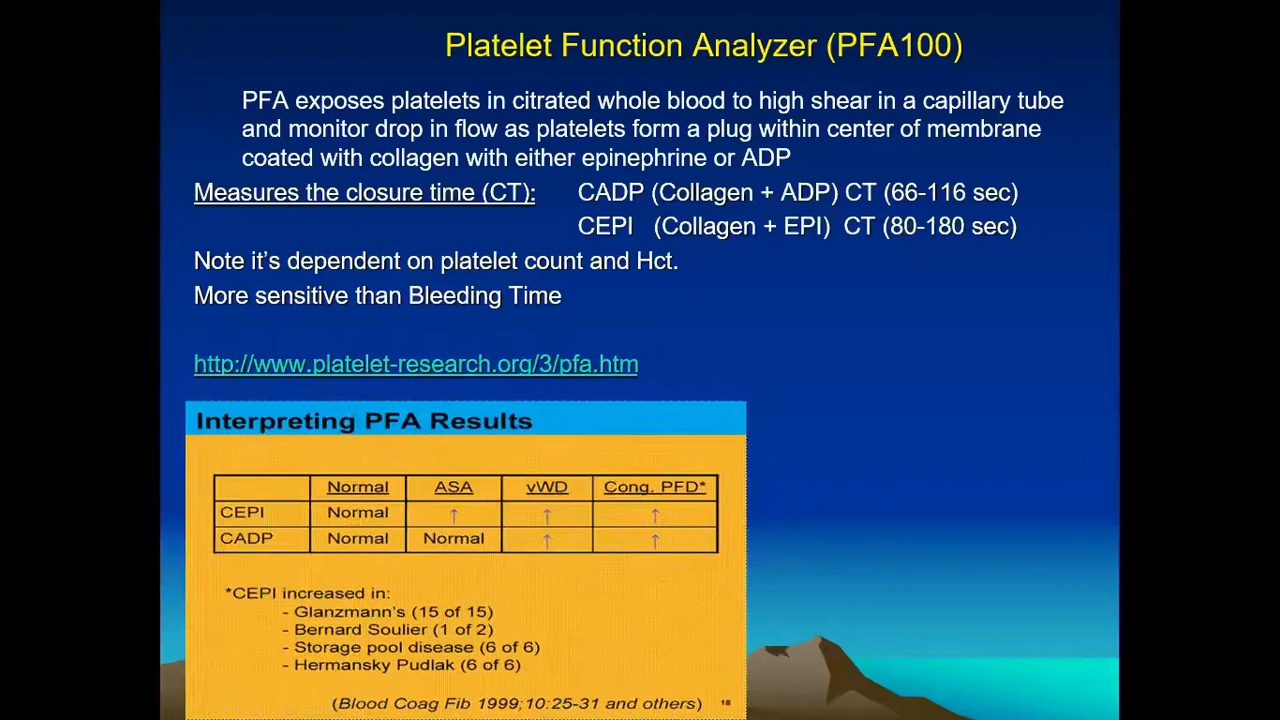 Platelet Function Analyzer (PFA100)
PFA exposes platelets in citrated whole blood to high shear in a capillary tube
and monitor drop in flow as platelets form a plug within center of membrane
coated with collagen with either epinephrine or ADP
Measures the closure time (CT): CADP (Collagen + ADP) CT (66-116 sec)
CEPI (Collagen + EPI) CT (80-180 sec)
Note it's dependent on platelet count and Hct.
More sensitive than Bleeding Time
http://www.platelet-research.org/3/pfa.htm
Interpreting PFA Results
Normal ASA vWD Cong. PFD*
CEPI Normal ↑ ↑ ↑
CADP Normal Normal ↑ ↑
*CEPI increased in:
- Glanzmann's (15 of 15)
- Bernard Soulier (1 of 2)
- Storage pool disease (6 of 6)
- Hermansky Pudlak (6 of 6)
(Blood Coag Fib 1999;10:25-31 and others) 18